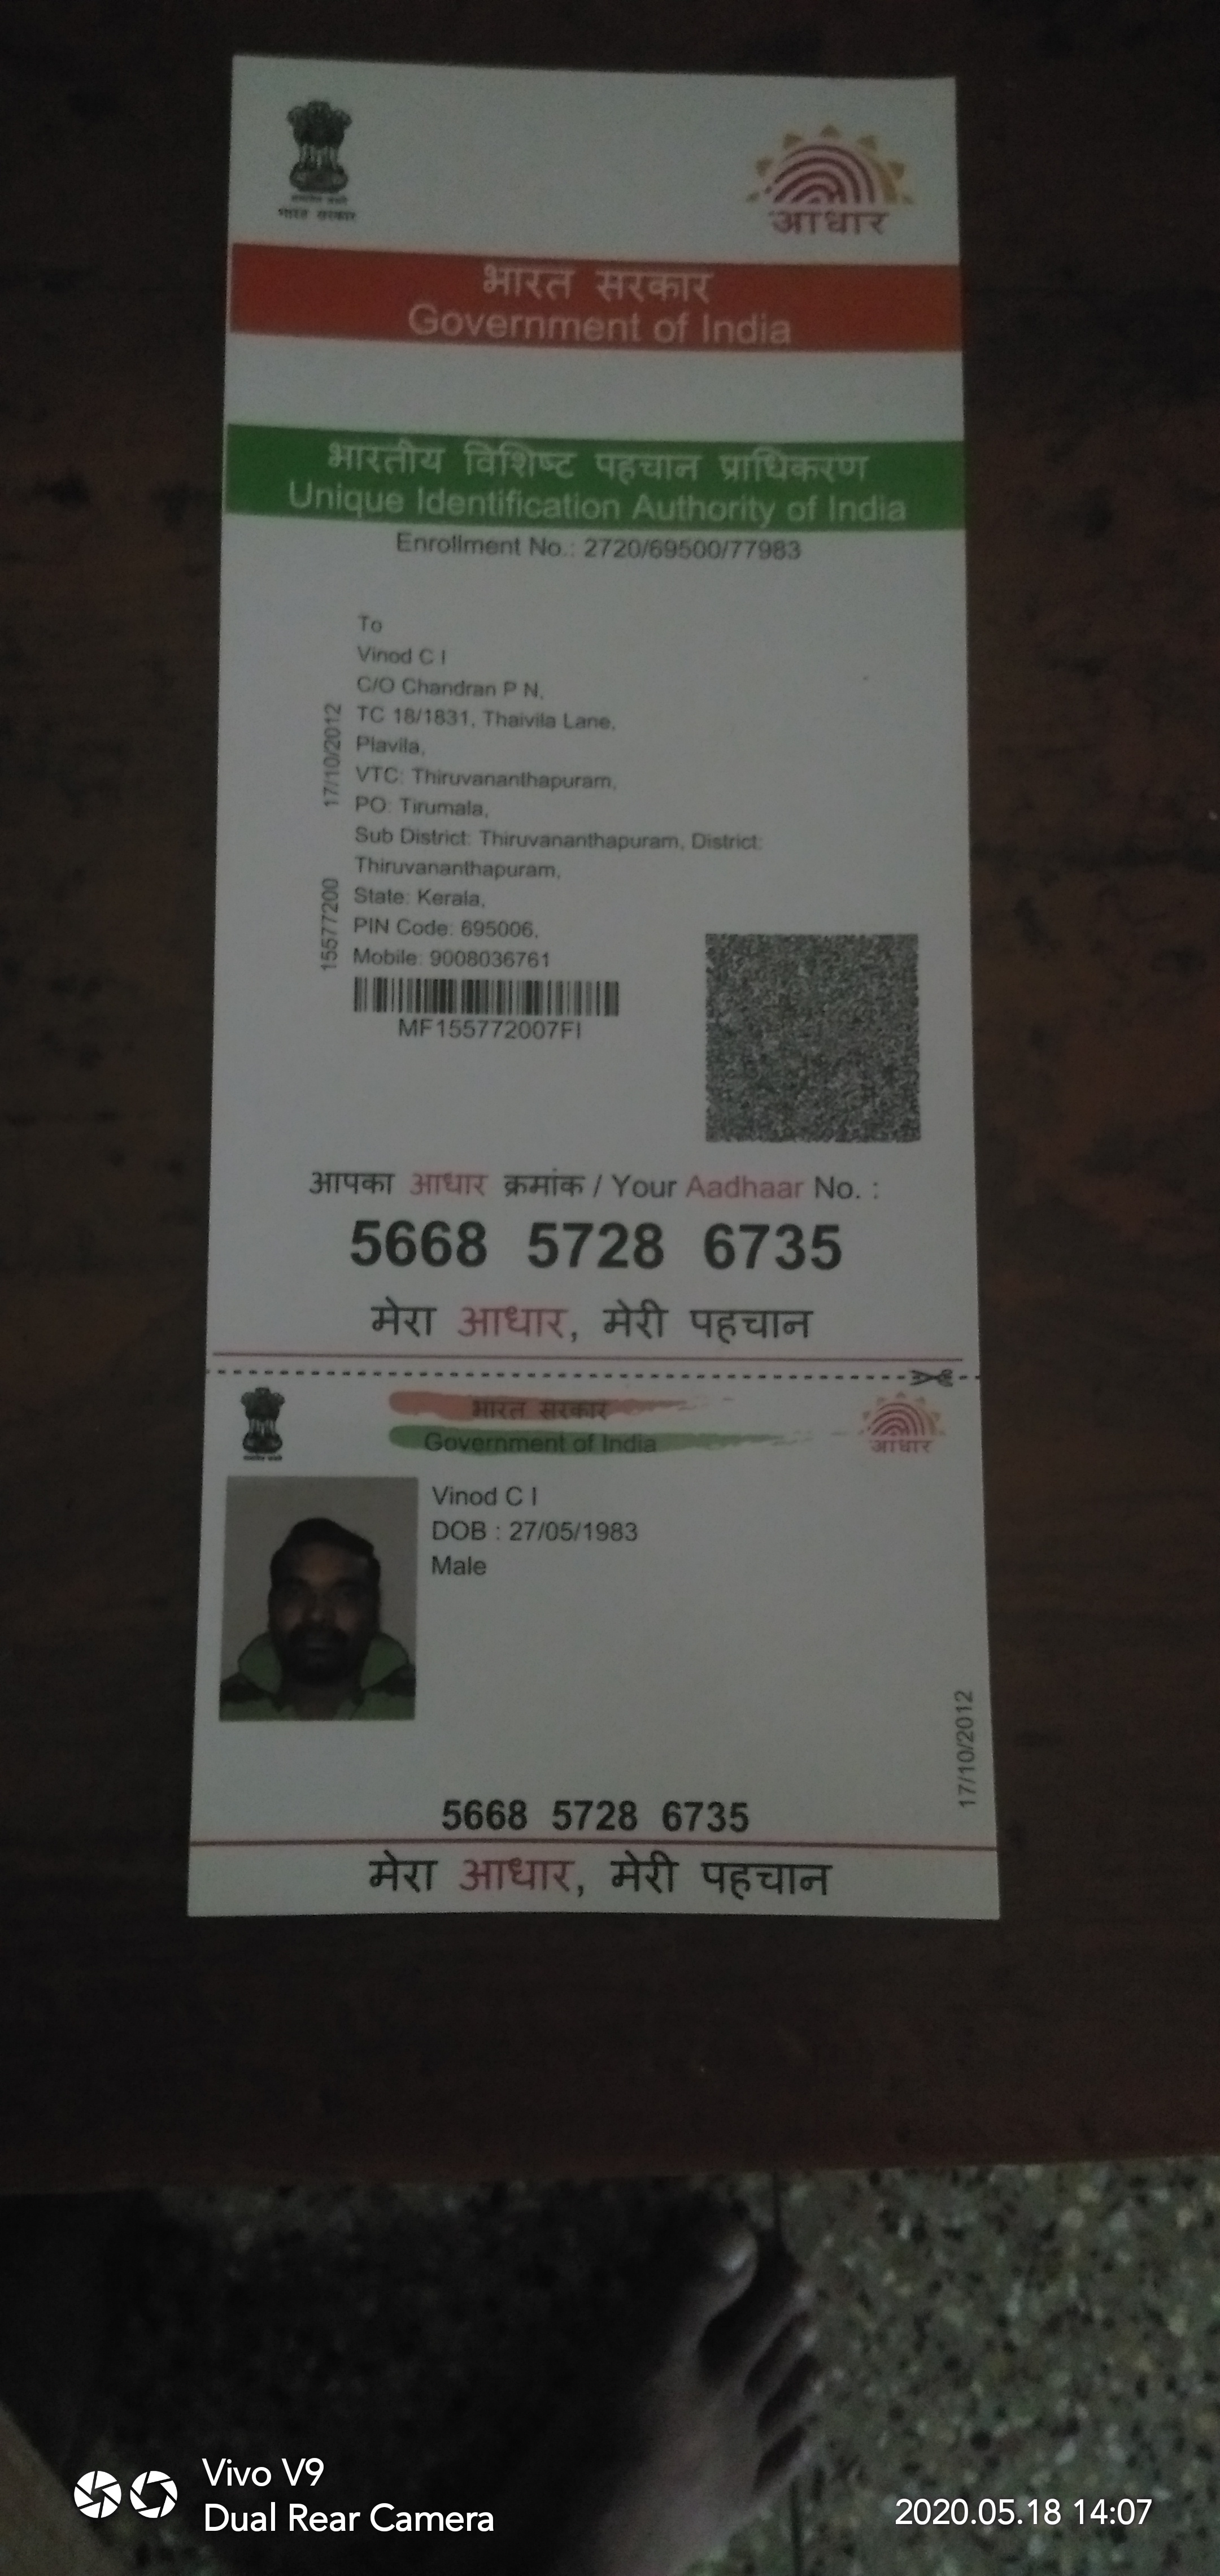 सत्यमेव जयते
भारत सरकार
आधार
भारत सरकार
Government of India
भारतीय विशिष्ट पहचान प्राधिकरण
Unique Identification Authority of India
Enrollment No.: 2720/69500/77983
To
Vinod C I
C/O Chandran P N,
TC 18/1831, Thaivila Lane,
Plavila,
VTC: Thiruvananthapuram,
PO: Tirumala,
Sub District: Thiruvananthapuram, District:
Thiruvananthapuram,
State: Kerala,
PIN Code: 695006,
Mobile: 9008036761
17/10/2012
15577200
MF155772007FI
आपका आधार क्रमांक / Your Aadhaar No. :
5668 5728 6735
मेरा आधार, मेरी पहचान
भारत सरकार
Government of India
आधार
Vinod C I
DOB : 27/05/1983
Male
17/10/2012
5668 5728 6735
मेरा आधार, मेरी पहचान
Vivo V9
Dual Rear Camera
2020.05.18 14:07